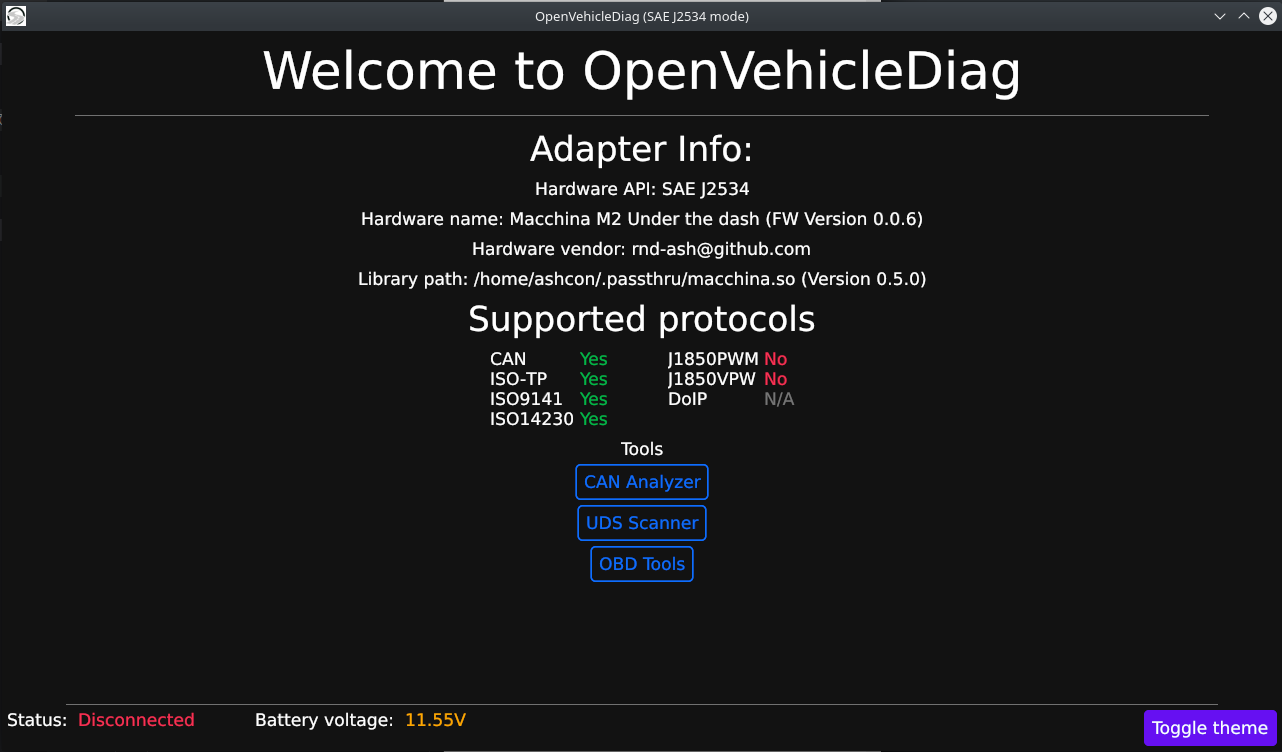 OpenVehicleDiag (SAE J2534 mode)
Welcome to OpenVehicleDiag
Adapter Info:
Hardware API: SAE J2534
Hardware name: Macchina M2 Under the dash (FW Version 0.0.6)
Hardware vendor: rnd-ash@github.com
Library path: /home/ashcon/.passthru/macchina.so (Version 0.5.0)
Supported protocols
CAN Yes J1850PWM No
ISO-TP Yes J1850VPW No
ISO9141 Yes DoIP N/A
ISO14230 Yes
Tools
CAN Analyzer
UDS Scanner
OBD Tools
Status: Disconnected Battery voltage: 11.55V
Toggle theme